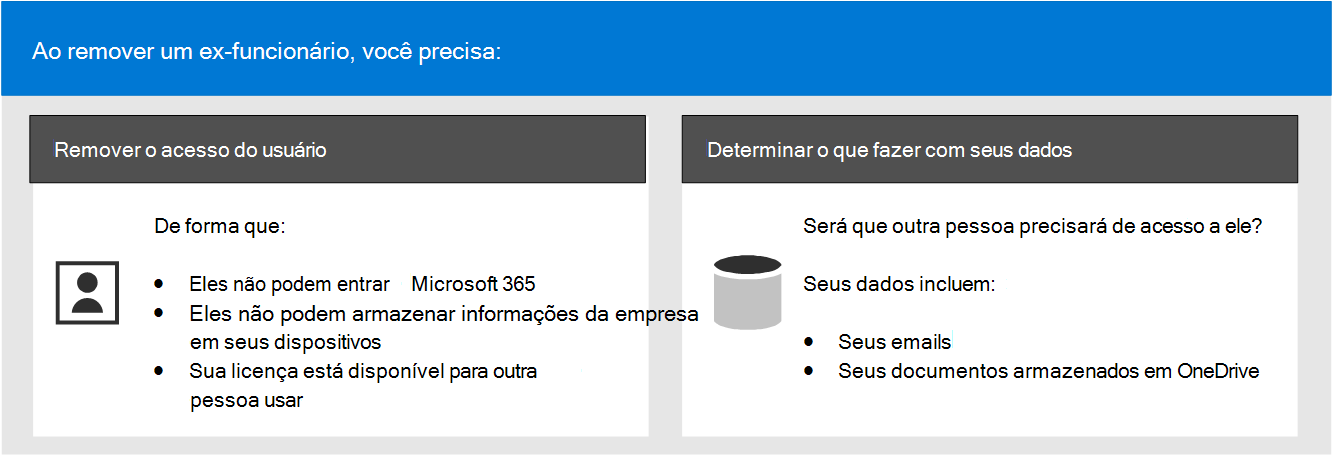 Ao remover um ex-funcionário, você precisa:
Remover o acesso do usuário
De forma que:
• Eles não podem entrar Microsoft 365
• Eles não podem armazenar informações da empresa
em seus dispositivos
• Sua licença está disponível para outra
pessoa usar
Determinar o que fazer com seus dados
Será que outra pessoa precisará de acesso a ele?
Seus dados incluem:
• Seus emails
• Seus documentos armazenados em OneDrive